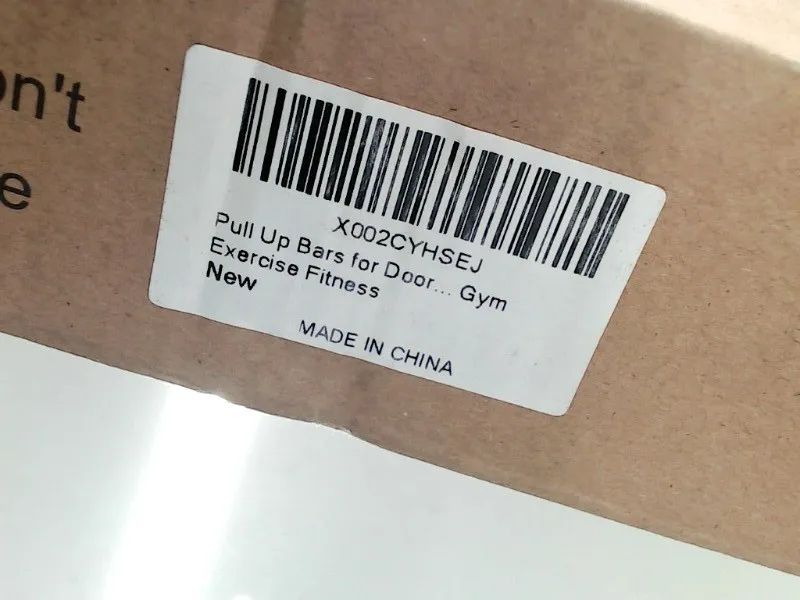 X002CYHSEJ
Pull Up Bars for Door... Gym
Exercise Fitness
New
MADE IN CHINA